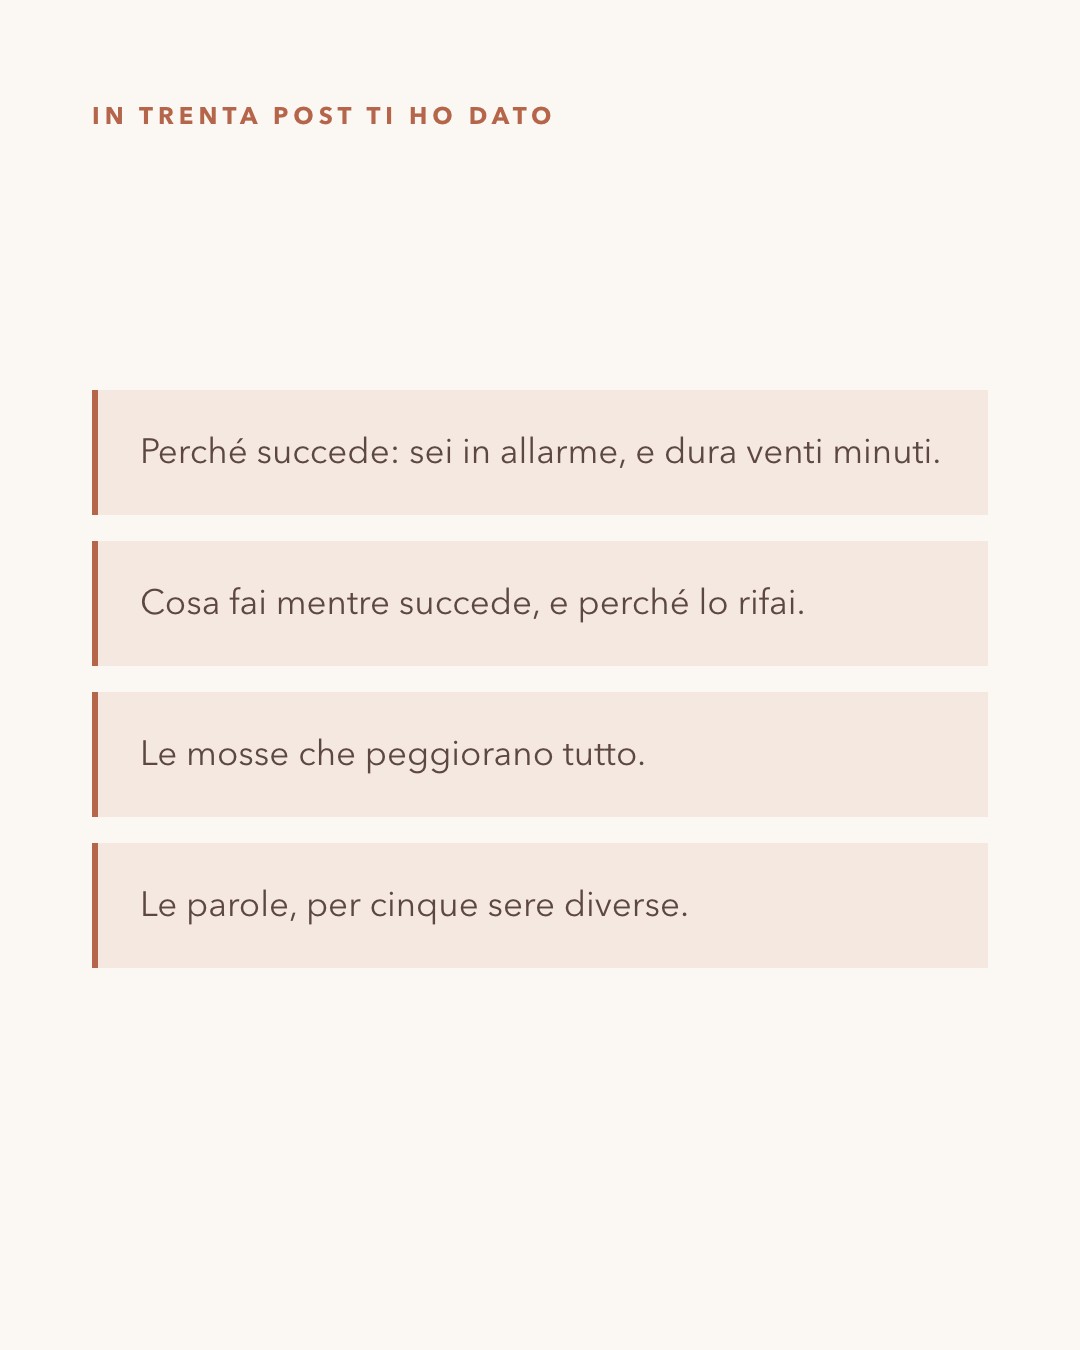 IN TRENTA POST TI HO DATO
Perché succede: sei in allarme, e dura venti minuti.
Cosa fai mentre succede, e perché lo rifai.
Le mosse che peggiorano tutto.
Le parole, per cinque sere diverse.